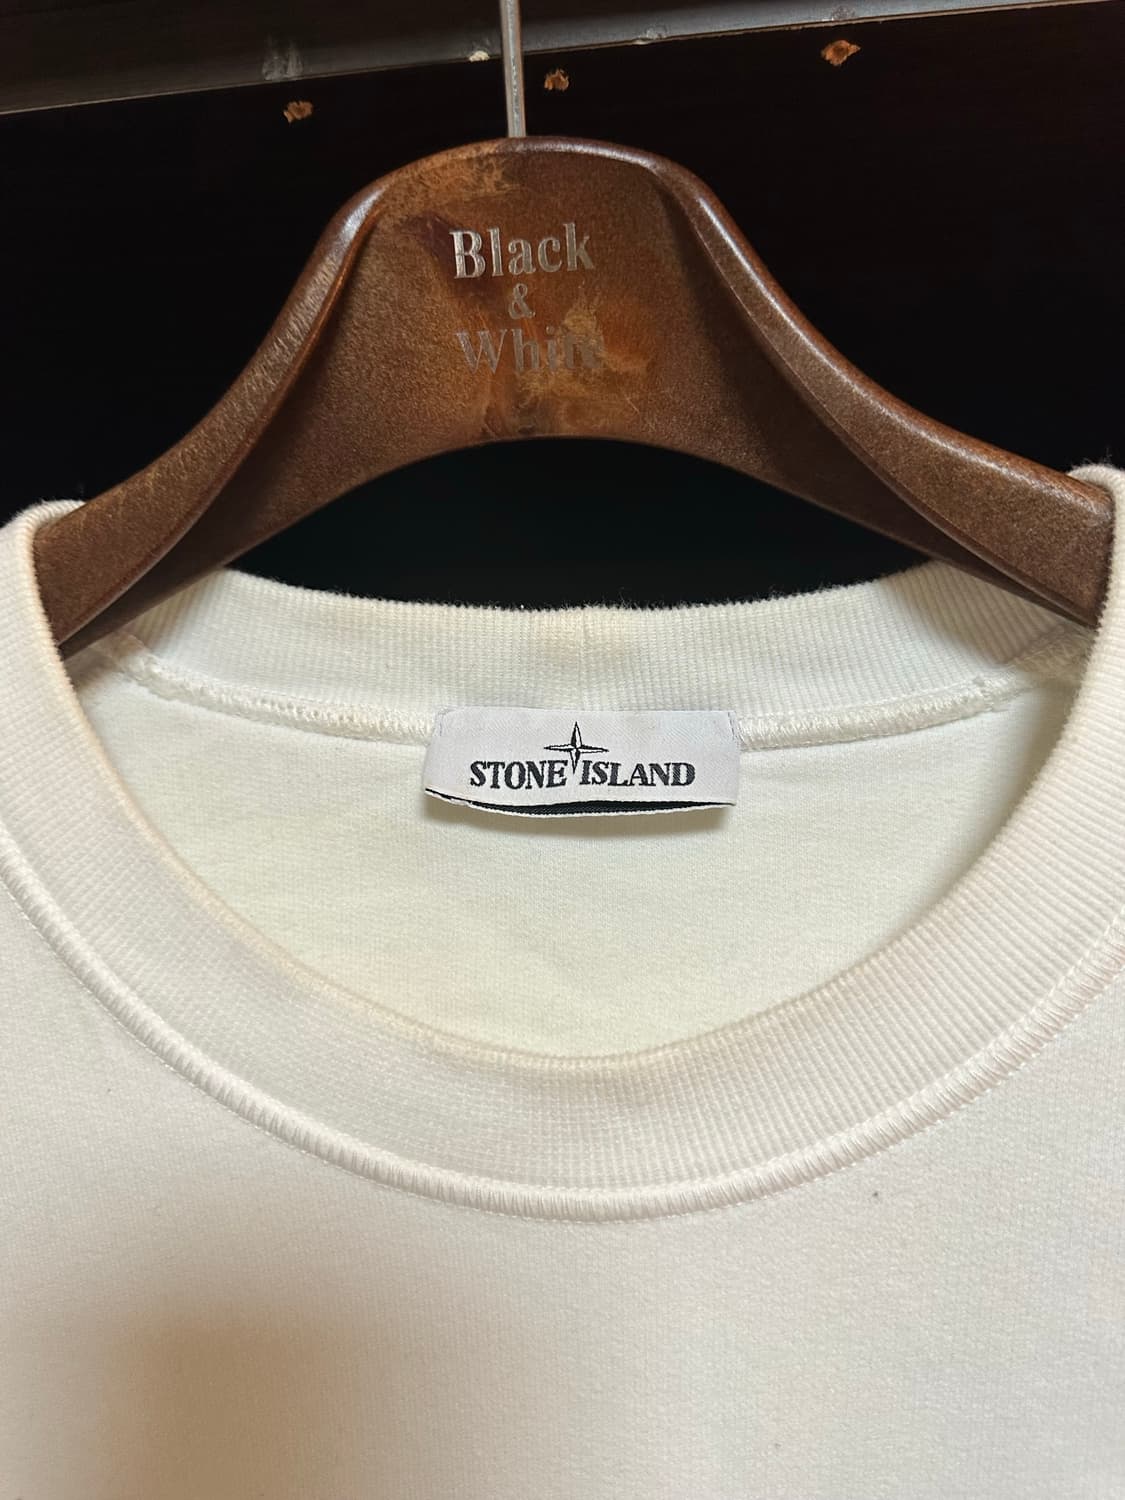 Black
&
White
STONE ISLAND